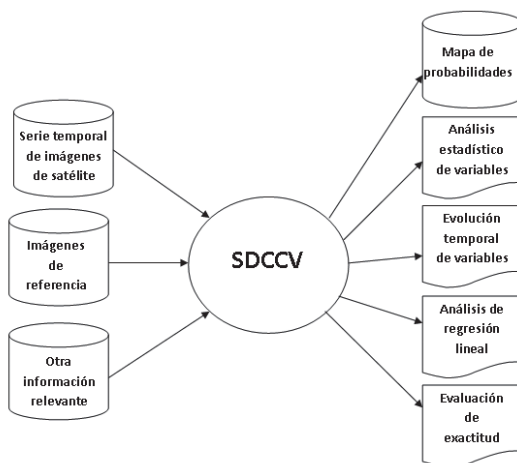 Serie temporal
de imágenes
de satélite
Imágenes
de
referencia
Otra
información
relevante
SDCCV
Mapa de
probabilidades
Análisis
estadístico
de variables
Evolución
temporal
de variables
Análisis de
regresión
lineal
Evaluación
de
exactitud